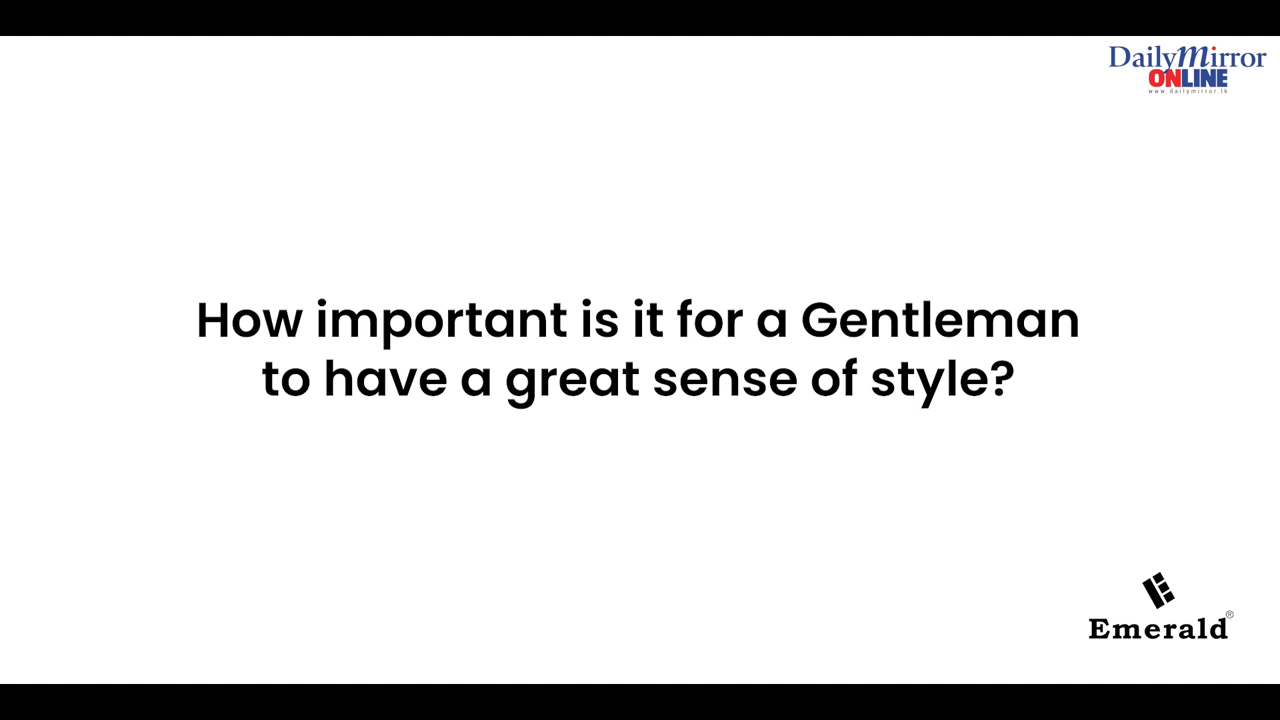 DailyMirror
ONLINE
www.dailymirror.lk
How important is it for a Gentleman
to have a great sense of style?
Emerald®